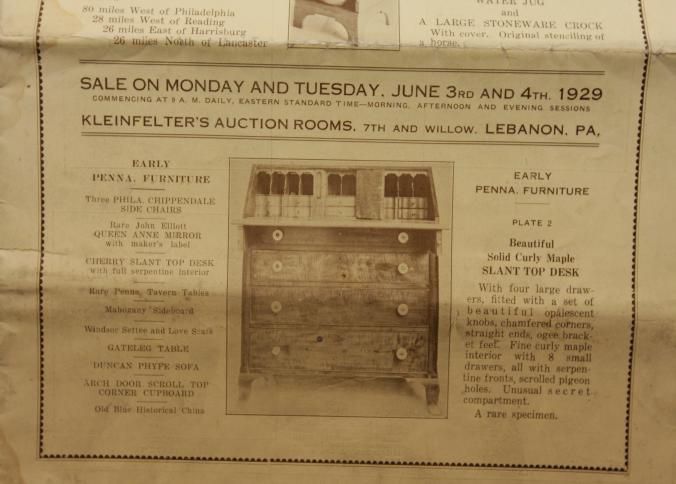 80 miles West of Philadelphia
28 miles West of Reading
26 miles East of Harrisburg
26 miles North of Lancaster
WATER JUG
and
A LARGE STONEWARE CROCK
With cover. Original stenciling of
a horse.
SALE ON MONDAY AND TUESDAY, JUNE 3RD AND 4TH, 1929
COMMENCING AT 9 A. M. DAILY, EASTERN STANDARD TIME—MORNING, AFTERNOON AND EVENING SESSIONS
KLEINFELTER'S AUCTION ROOMS, 7TH AND WILLOW, LEBANON, PA.
EARLY
PENNA. FURNITURE
Three PHILA. CHIPPENDALE
SIDE CHAIRS
Rare John Elliott
QUEEN ANNE MIRROR
with maker's label
CHERRY SLANT TOP DESK
with full serpentine interior
Rare Penna. Tavern Tables
Mahogany Sideboard
Windsor Settee and Love Seats
GATELEG TABLE
DUNCAN PHYFE SOFA
ARCH DOOR SCROLL TOP
CORNER CUPBOARD
Old Blue Historical China
EARLY
PENNA. FURNITURE
PLATE 2
Beautiful
Solid Curly Maple
SLANT TOP DESK
With four large draw-
ers, fitted with a set of
beautiful opalescent
knobs, chamfered corners,
straight ends, ogee brack-
et feet. Fine curly maple
interior with 8 small
drawers, all with serpen-
tine fronts, scrolled pigeon
holes. Unusual secret
compartment.
A rare specimen.